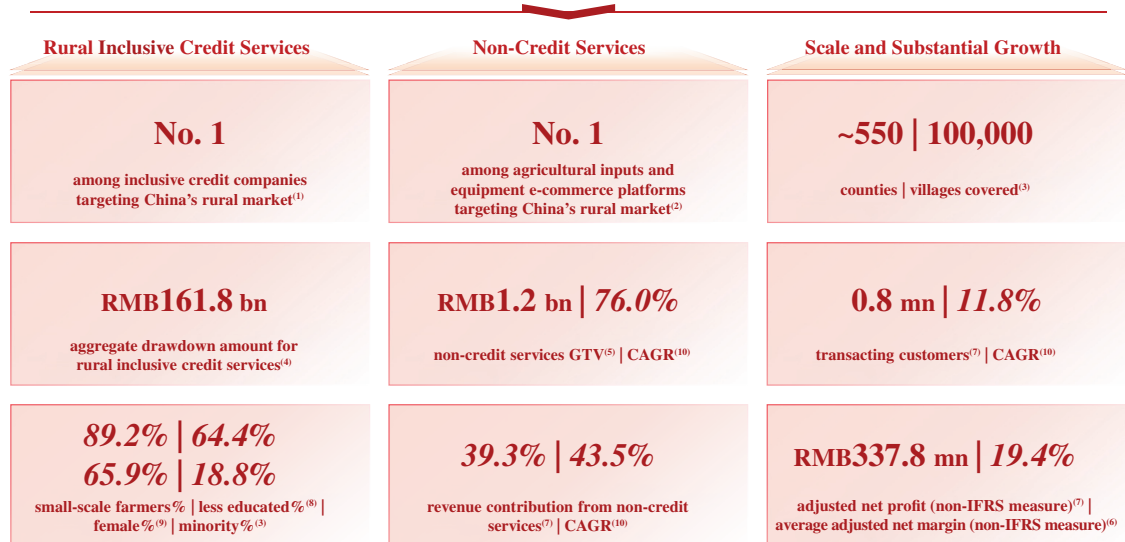 Rural Inclusive Credit Services
No. 1
among inclusive credit companies
targeting China’s rural market(1)
RMB161.8 bn
aggregate drawdown amount for
rural inclusive credit services(4)
89.2% | 64.4%
65.9% | 18.8%
small-scale farmers% | less educated%(8) |
female%(9) | minority%(3)
Non-Credit Services
No. 1
among agricultural inputs and
equipment e-commerce platforms
targeting China’s rural market(2)
RMB1.2 bn | 76.0%
non-credit services GTV(5) | CAGR(10)
39.3% | 43.5%
revenue contribution from non-credit
services(7) | CAGR(10)
Scale and Substantial Growth
~550 | 100,000
counties | villages covered(3)
0.8 mn | 11.8%
transacting customers(7) | CAGR(10)
RMB337.8 mn | 19.4%
adjusted net profit (non-IFRS measure)(7) |
average adjusted net margin (non-IFRS measure)(6)